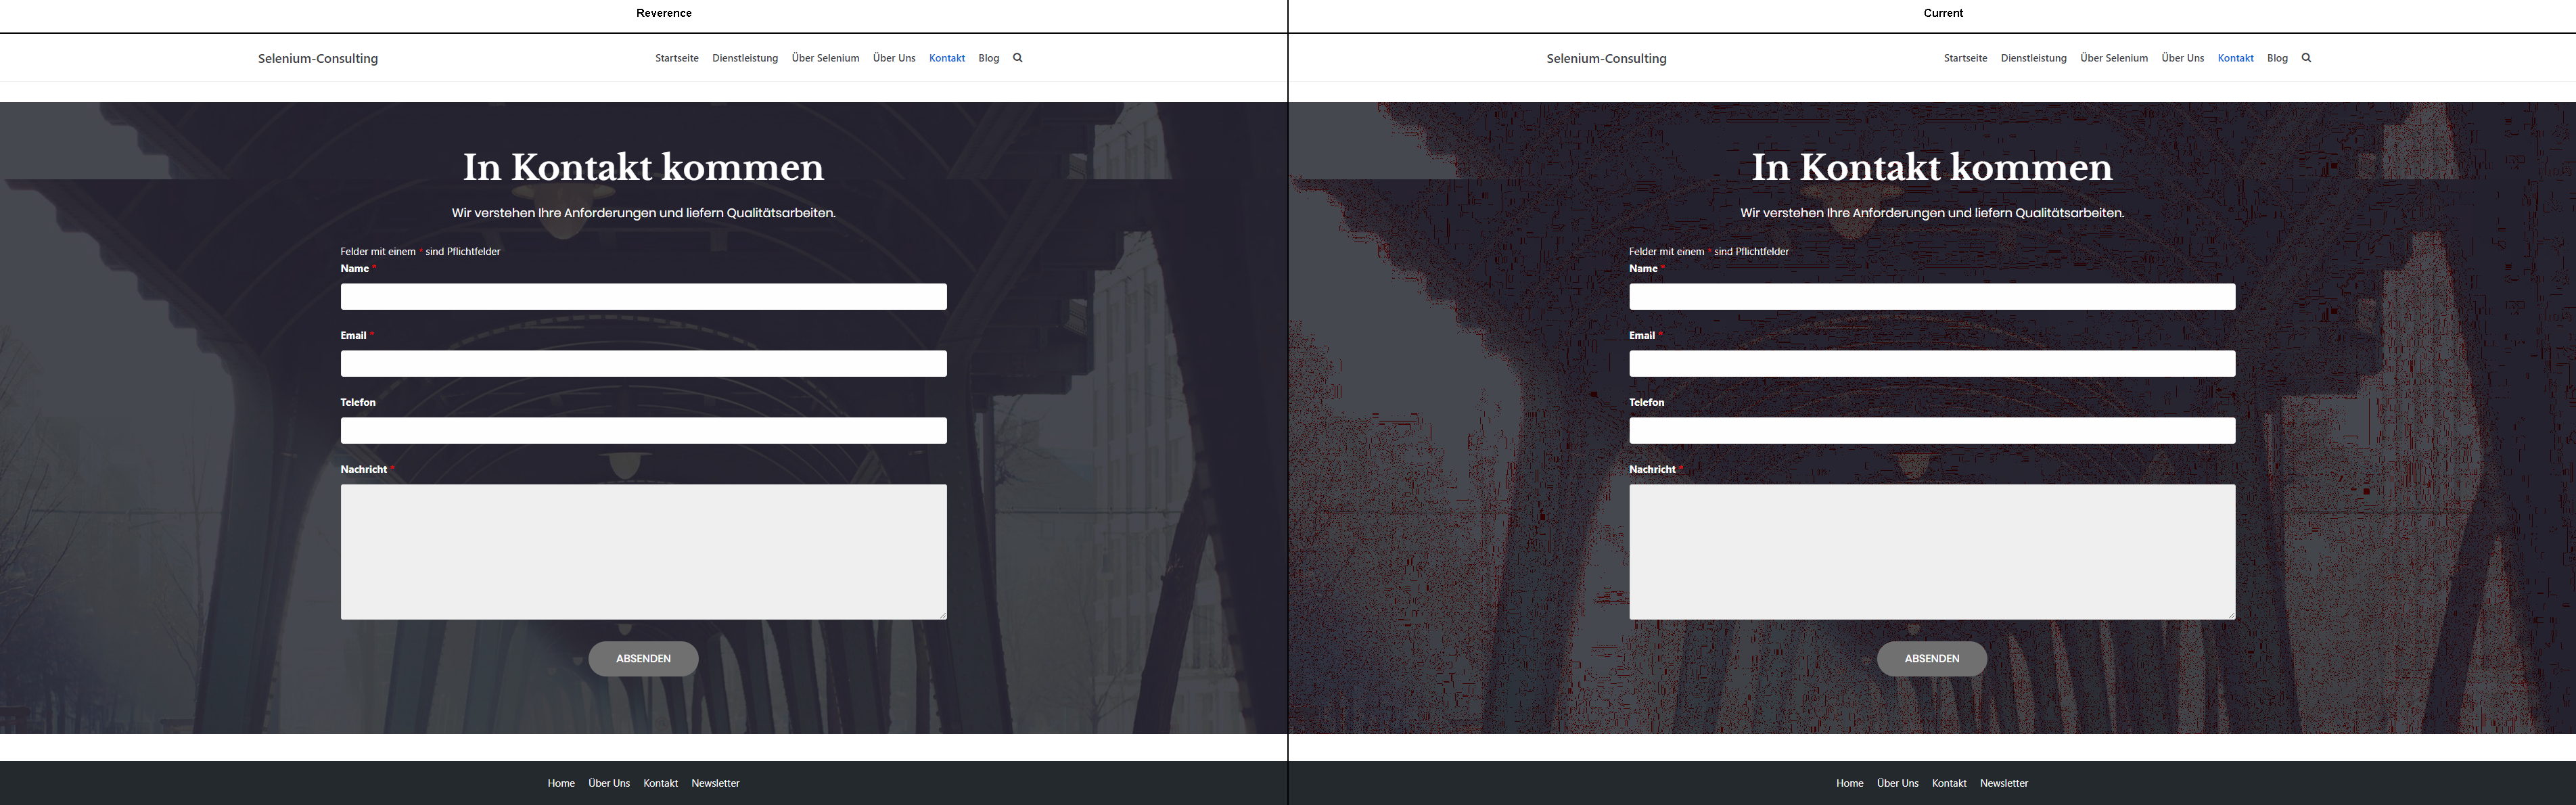 Reverence
Selenium-Consulting
Startseite Dienstleistung Über Selenium Über Uns Kontakt Blog
In Kontakt kommen
Wir verstehen Ihre Anforderungen und liefern Qualitätsarbeiten.
Felder mit einem * sind Pflichtfelder
Name *
Email *
Telefon
Nachricht *
ABSENDEN
Home Über Uns Kontakt Newsletter
Current
Selenium-Consulting
Startseite Dienstleistung Über Selenium Über Uns Kontakt Blog
In Kontakt kommen
Wir verstehen Ihre Anforderungen und liefern Qualitätsarbeiten.
Felder mit einem * sind Pflichtfelder
Name *
Email *
Telefon
Nachricht *
ABSENDEN
Home Über Uns Kontakt Newsletter